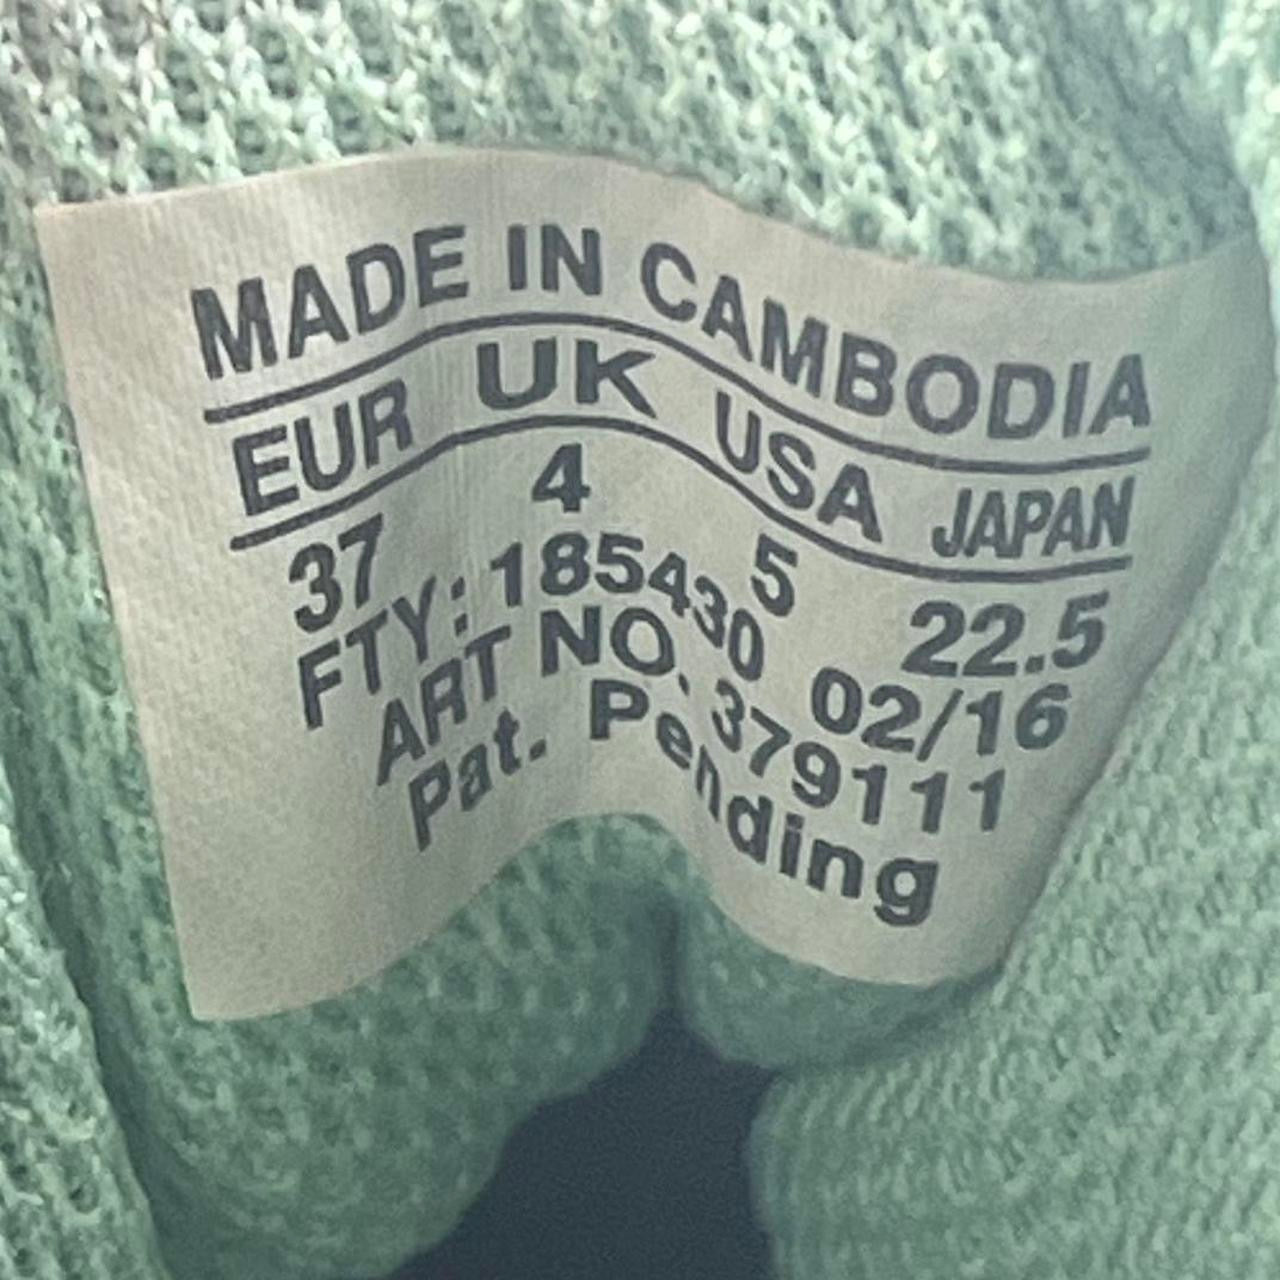 MADE IN CAMBODIA
EUR UK USA JAPAN
37 4 5 22.5
FTY: 185430 02/16
ART NO. 379111
Pat. Pending